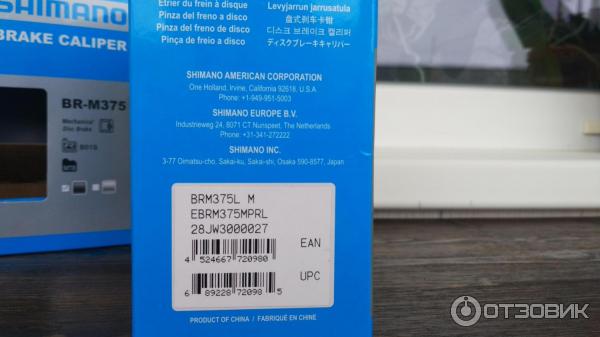 SHIMANO
BRAKE CALIPER
BR-M375
Mechanical
Disc Brake
B01S
MTB
Étrier du frein à disque
Pinza del freno a disco
Pinza del freno de disco
Pinça de freio a disco
Levyjarrun jarrusatula
盘式刹车卡钳
디스크 브레이크 캘리퍼
ディスクブレーキキャリパー
SHIMANO AMERICAN CORPORATION
One Holland, Irvine, California 92618, U.S.A
Phone: +1-949-951-5003
SHIMANO EUROPE B.V.
Industrieweg 24, 8071 CT Nunspeet, The Netherlands
Phone: +31-341-272222
SHIMANO INC.
3-77 Oimatsu-cho, Sakai-ku, Sakai-shi, Osaka 590-8577, Japan
BRM375L M
EBRM375MPRL
28JW3000027
EAN
4 524667 720980
UPC
6 89228 72098 5
PRODUCT OF CHINA / FABRIQUÉ EN CHINE
ОТЗОВИК